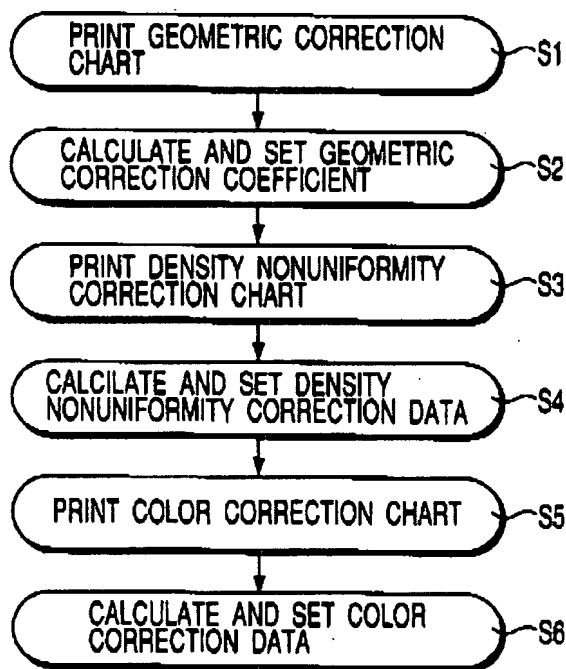 PRINT GEOMETRIC CORRECTION
CHART
S1
CALCULATE AND SET GEOMETRIC
CORRECTION COEFFICIENT
S2
PRINT DENSITY NONUNIFORMITY
CORRECTION CHART
S3
CALCILATE AND SET DENSITY
NONUNIFORMITY CORRECTION DATA
S4
PRINT COLOR CORRECTION CHART
S5
CALCULATE AND SET COLOR
CORRECTION DATA
S6